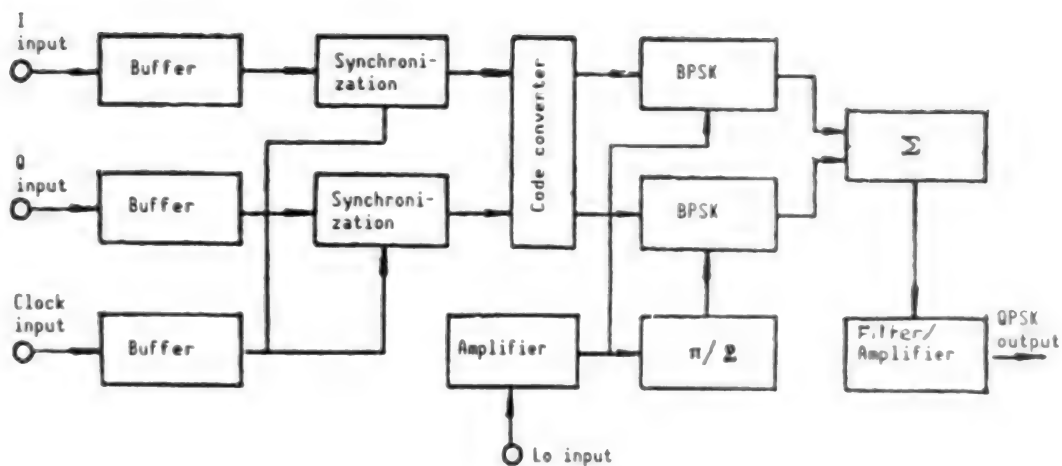 I
input
Buffer
Synchroni-
zation
Code converter
BPSK
Σ
Q
input
Buffer
Synchroni-
zation
BPSK
Clock
input
Buffer
Amplifier
π/2
Filter/
Amplifier
QPSK
output
Lo input